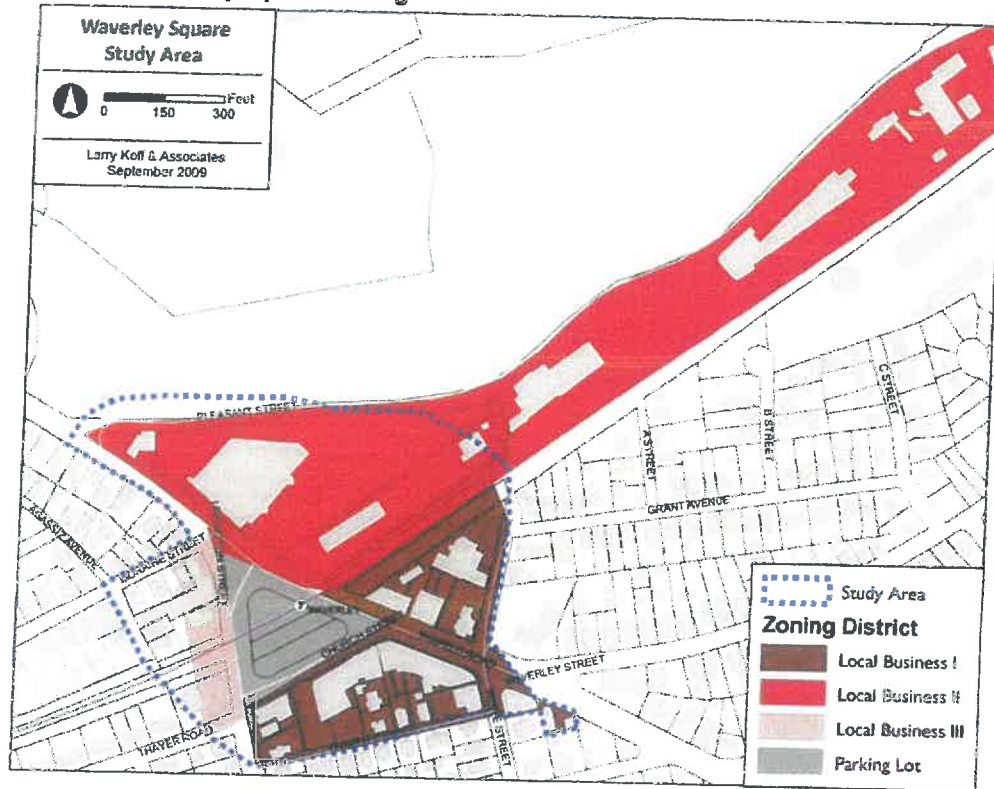 Waverley Square
Study Area
Feet
0 150 300
Larry Koff & Associates
September 2009
PLEASANT STREET
C STREET
B STREET
A STREET
GRANT AVENUE
AGASSIZ AVENUE
STREET
WAVERLEY
CHURCH STREET
STREET
THAYER ROAD
STREET
Study Area
Zoning District
Local Business I
Local Business II
Local Business III
Parking Lot